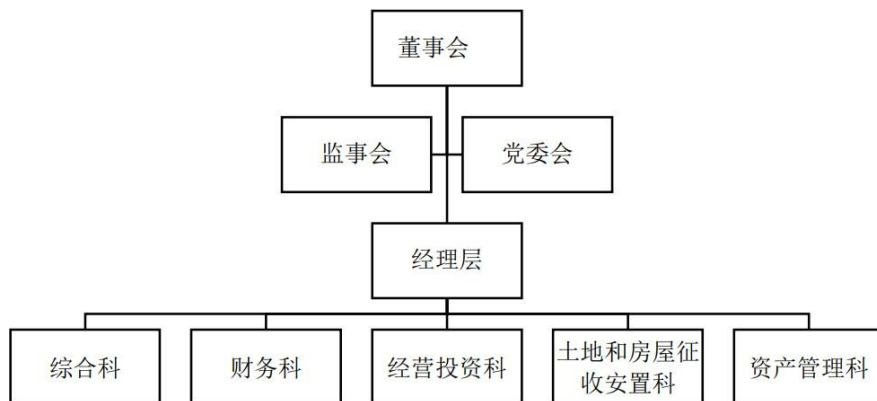 董事会
监事会
党委会
经理层
综合科
财务科
经营投资科
土地和房屋征
收安置科
资产管理科